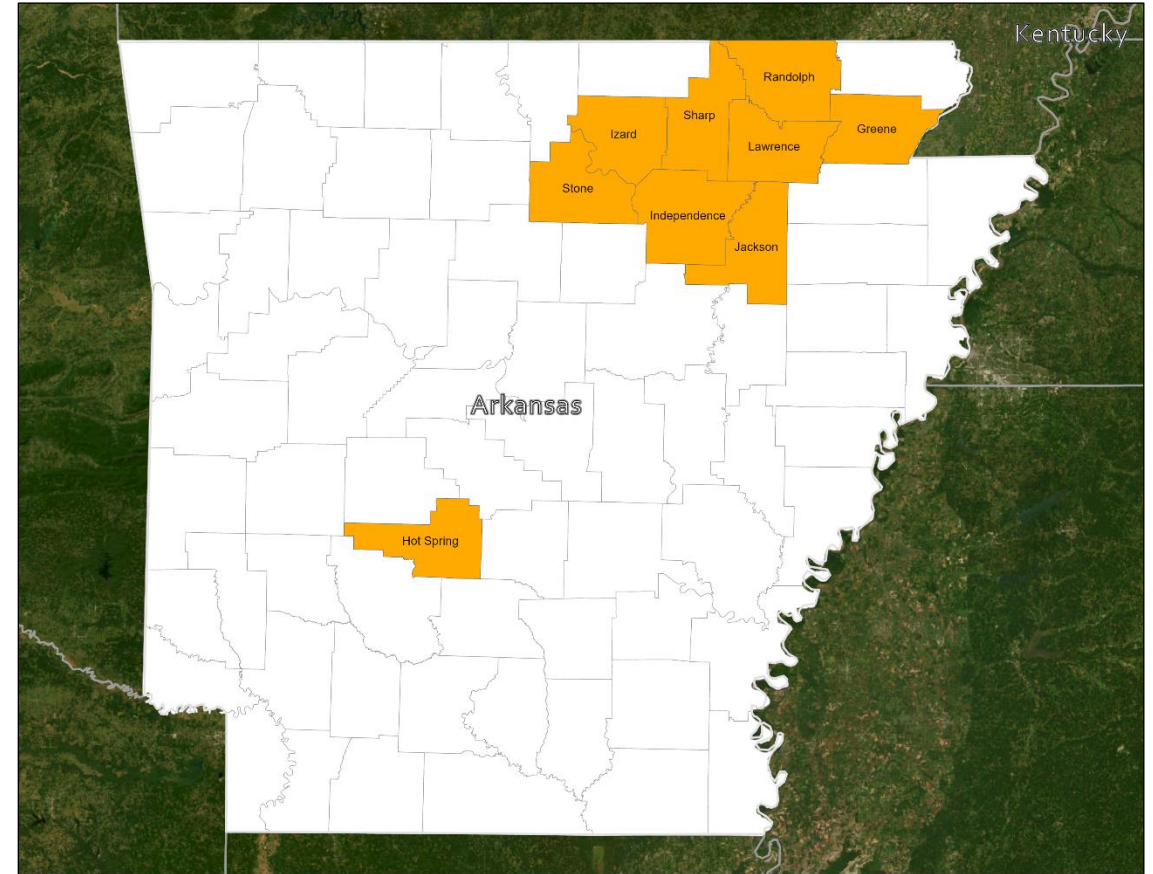 Kentucky
Randolph
Sharp
Izard
Greene
Lawrence
Stone
Independence
Jackson
Arkansas
Hot Spring